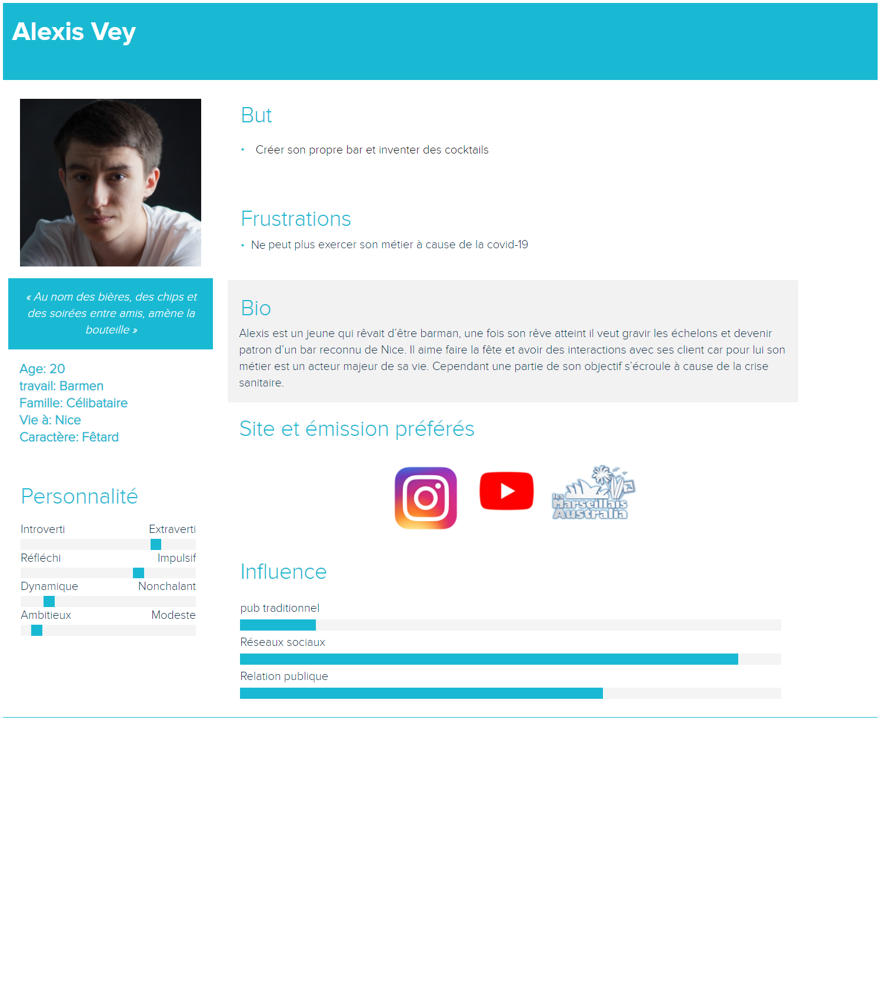 Alexis Vey
« Au nom des bières, des chips et
des soirées entre amis, amène la
bouteille »
Age: 20
travail: Barmen
Famille: Célibataire
Vie à: Nice
Caractère: Fêtard
Personnalité
Introverti Extraverti
Réfléchi Impulsif
Dynamique Nonchalant
Ambitieux Modeste
But
• Créer son propre bar et inventer des cocktails
Frustrations
• Ne peut plus exercer son métier à cause de la covid-19
Bio
Alexis est un jeune qui rêvait d’être barman, une fois son rêve atteint il veut gravir les échelons et devenir
patron d’un bar reconnu de Nice. Il aime faire la fête et avoir des interactions avec ses client car pour lui son
métier est un acteur majeur de sa vie. Cependant une partie de son objectif s’écroule à cause de la crise
sanitaire.
Site et émission préférés
les
Marseillais
Australia
Influence
pub traditionnel
Réseaux sociaux
Relation publique